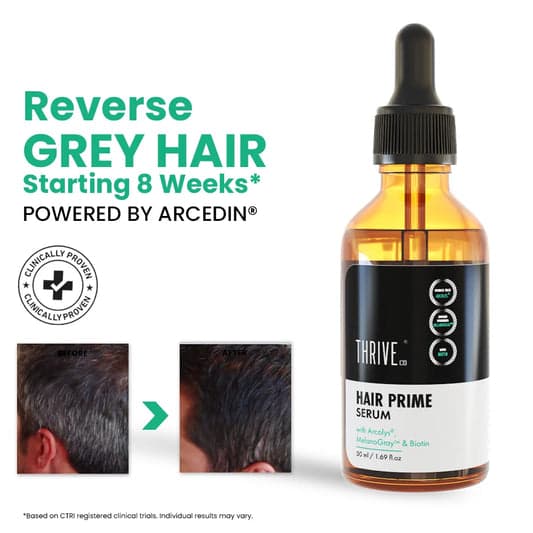 Reverse
GREY HAIR
Starting 8 Weeks*
POWERED BY ARCEDIN®
CLINICALLY PROVEN
CLINICALLY PROVEN
BEFORE
AFTER
THRIVE CO
HAIR PRIME
SERUM
with Arcolys®,
MelanoGray™ & Biotin
50 ml / 1.69 fl.oz
*Based on CTRI registered clinical trials. Individual results may vary.